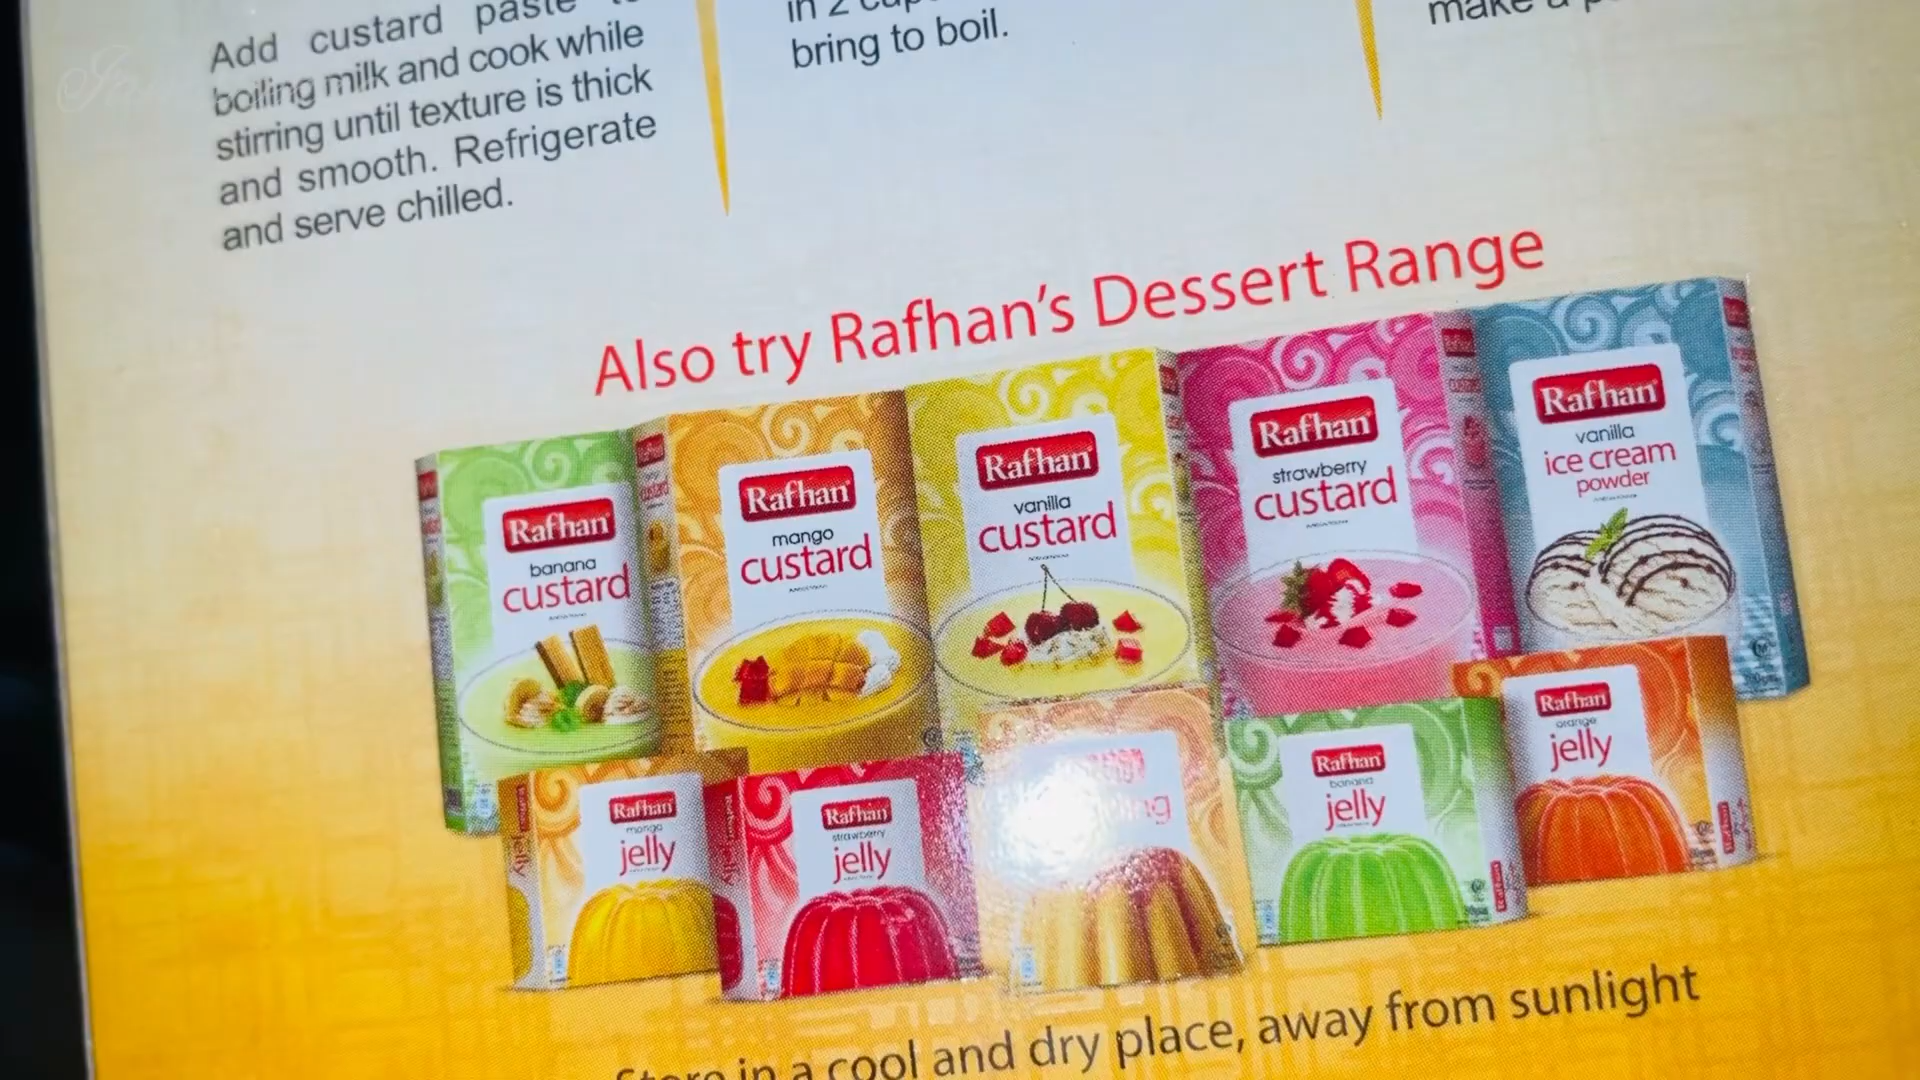 Add custard paste
boiling milk and cook while
stirring until texture is thick
and smooth. Refrigerate
and serve chilled.
in 2
bring to boil.
make a
Also try Rafhan's Dessert Range
Rafhan
banana
custard
Rafhan
mango
custard
Rafhan
vanilla
custard
Rafhan
strawberry
custard
Rafhan
vanilla
ice cream
powder
Rafhan
mango
jelly
Rafhan
strawberry
jelly
Rafhan
banana
jelly
Rafhan
orange
jelly
Store in a cool and dry place, away from sunlight